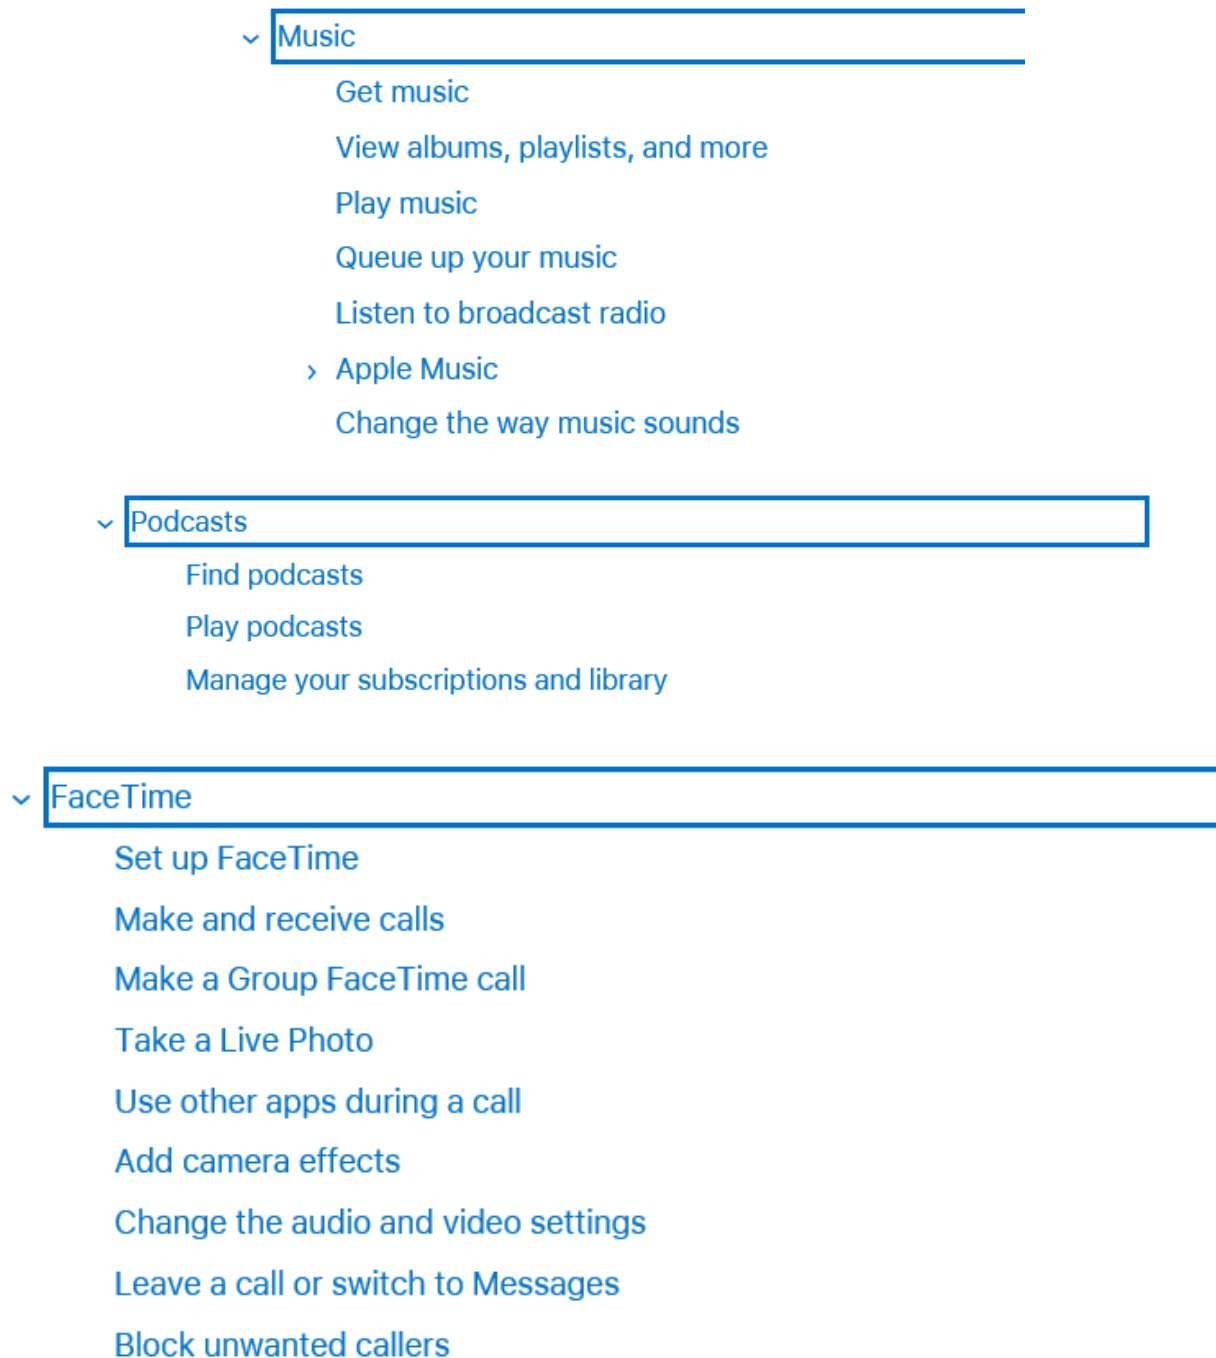 Music
Get music
View albums, playlists, and more
Play music
Queue up your music
Listen to broadcast radio
Apple Music
Change the way music sounds
Podcasts
Find podcasts
Play podcasts
Manage your subscriptions and library
FaceTime
Set up FaceTime
Make and receive calls
Make a Group FaceTime call
Take a Live Photo
Use other apps during a call
Add camera effects
Change the audio and video settings
Leave a call or switch to Messages
Block unwanted callers